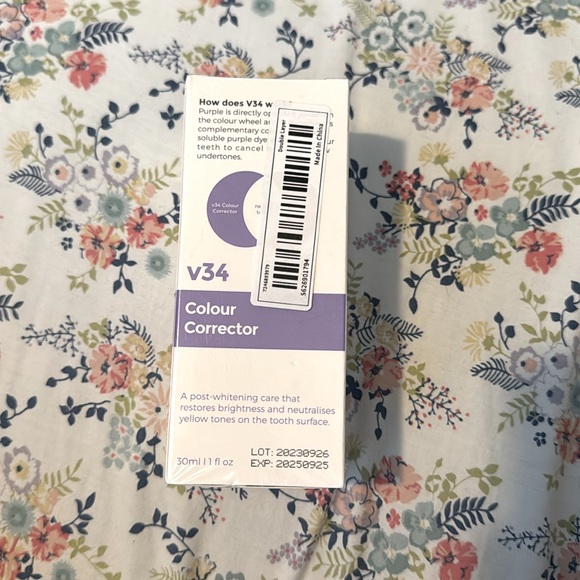 How does V34 w
Purple is directly op
the colour wheel a
complementary co
soluble purple dye
teeth to cancel
undertones.
v34 Colour
Corrector
Double Layer
Made In China
7246893979
5626901794
v34
Colour
Corrector
A post-whitening care that
restores brightness and neutralises
yellow tones on the tooth surface.
LOT: 20230926
30ml | 1 fl oz
EXP: 20250925